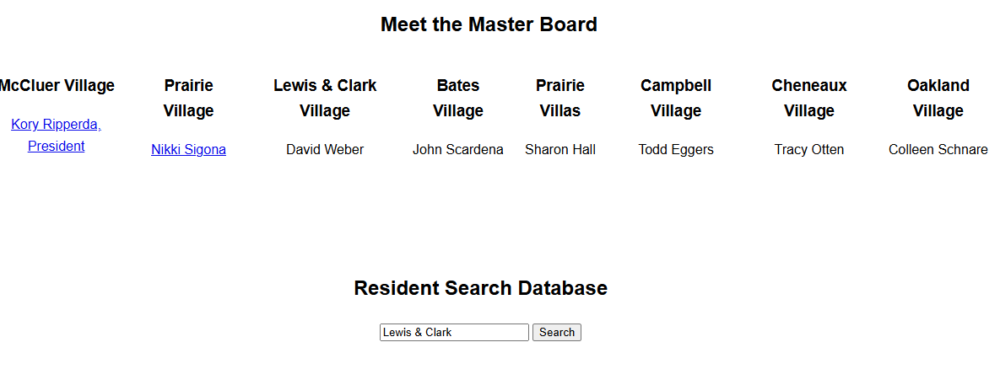 Meet the Master Board
McCluer Village
Kory Ripperda,
President
Prairie
Village
Nikki Sigona
Lewis & Clark
Village
David Weber
Bates
Village
John Scardena
Prairie
Villas
Sharon Hall
Campbell
Village
Todd Eggers
Cheneaux
Village
Tracy Otten
Oakland
Village
Colleen Schnare
Resident Search Database
Lewis & Clark Search